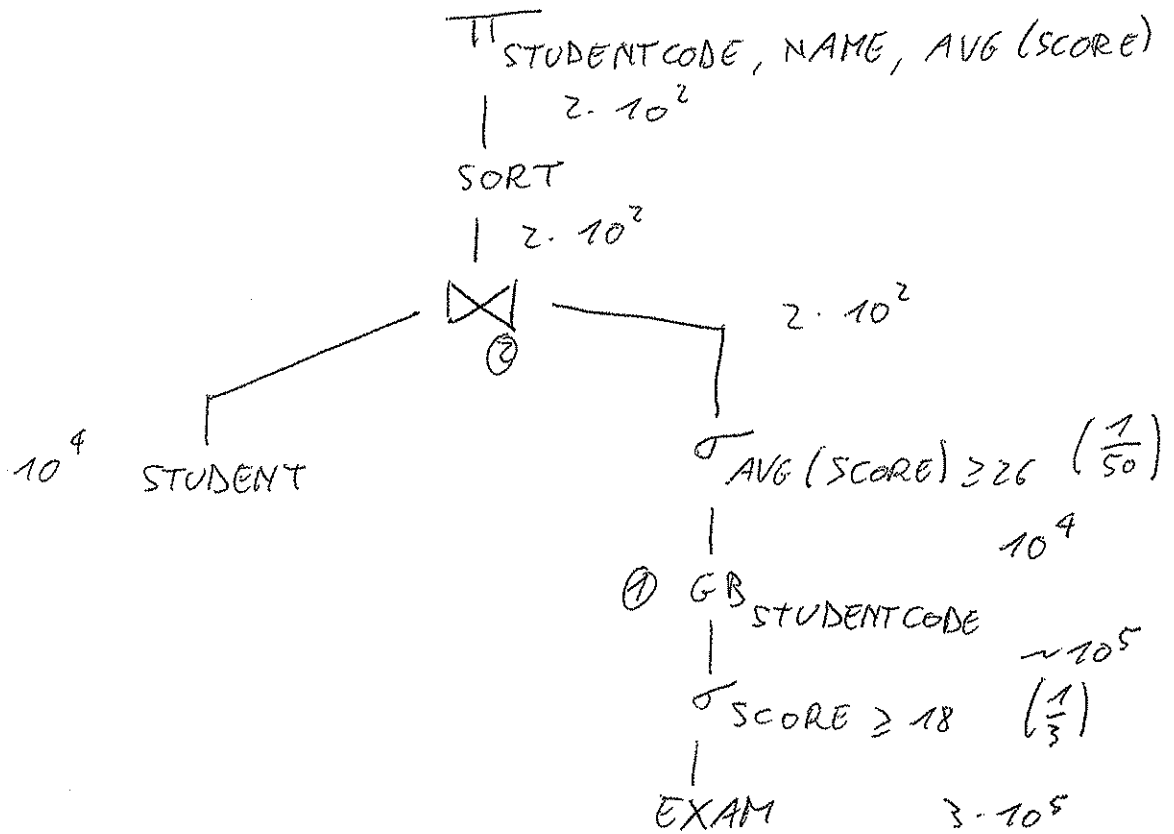 π STUDENTCODE, NAME, AVG (SCORE)
2 · 10²
SORT
2 · 10²
⋈ 2 · 10²
②
10⁴ STUDENT
σ AVG (SCORE) ≥ 26 (1/50)
10⁴
① GB STUDENTCODE
~10⁵
σ SCORE ≥ 18 (1/3)
EXAM 3 · 10⁵